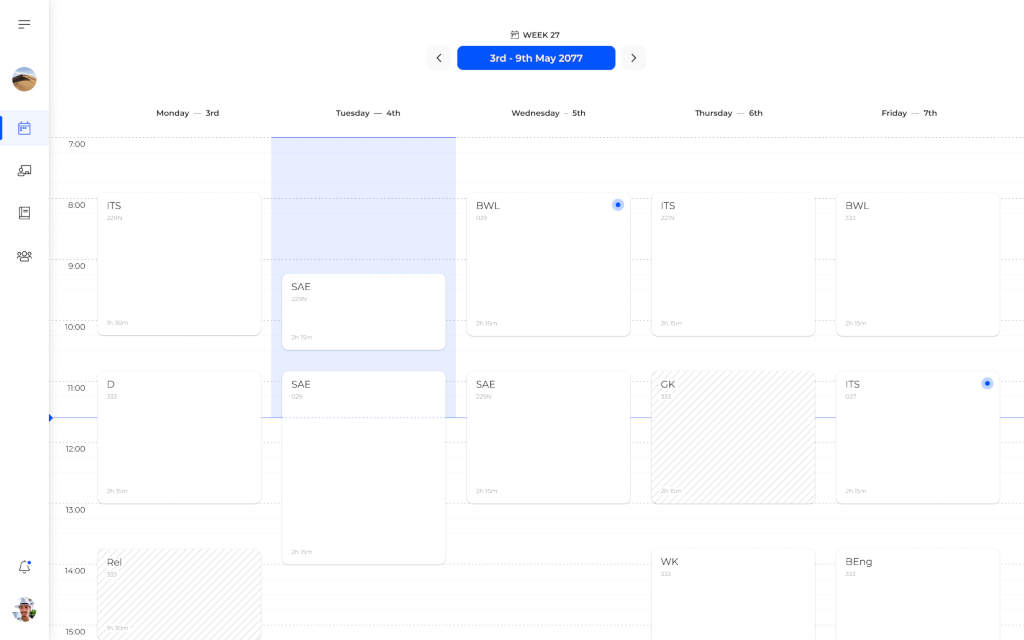 WEEK 27
3rd - 9th May 2077
Monday — 3rd
Tuesday — 4th
Wednesday – 5th
Thursday — 6th
Friday — 7th
7:00
8:00
ITS
229N
BWL
029
ITS
221N
BWL
333
9:00
SAE
229N
10:00
1h 30m
2h 15m
2h 15m
2h 15m
2h 15m
11:00
D
333
SAE
029
SAE
229N
GK
333
ITS
037
12:00
2h 15m
2h 15m
2h 15m
2h 15m
13:00
2h 15m
14:00
Rel
333
WK
333
BEng
333
1h 30m
15:00